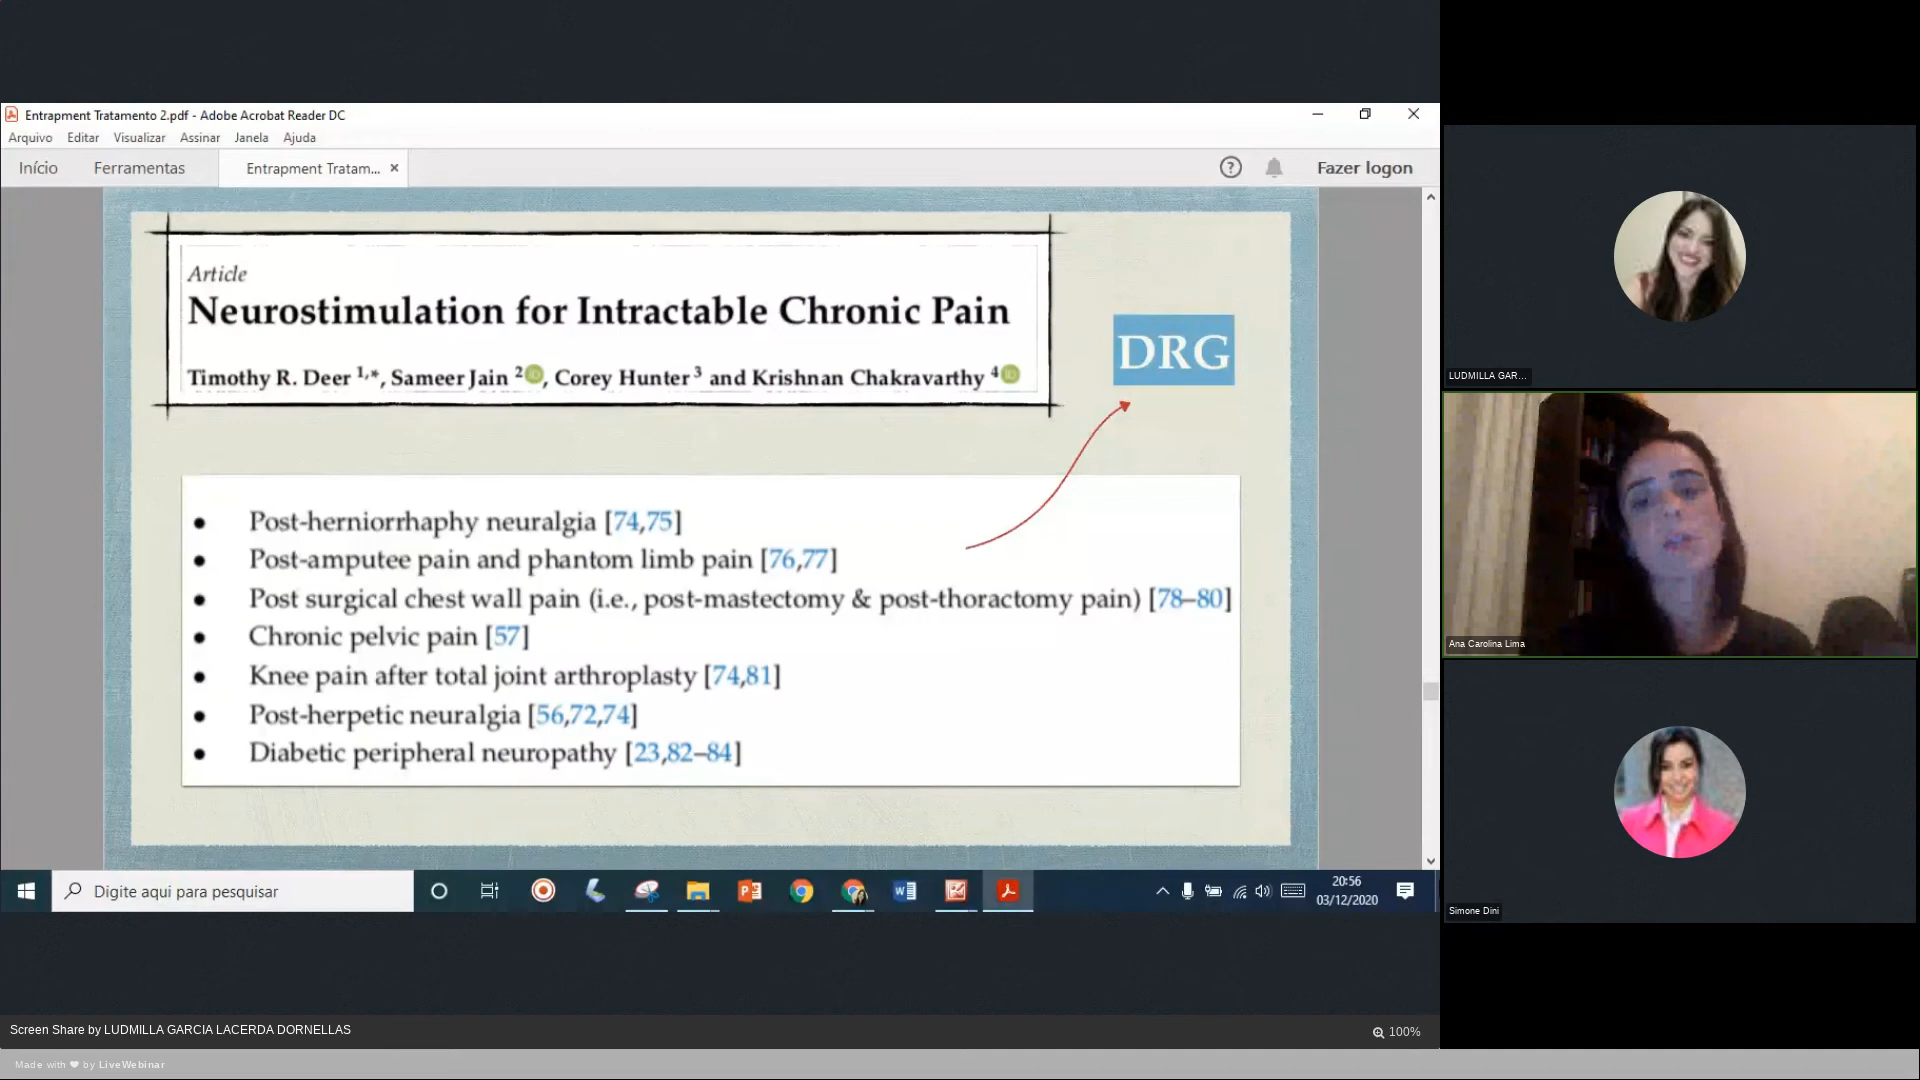 Entrapment Tratamento 2.pdf - Adobe Acrobat Reader DC
Arquivo Editar Visualizar Assinar Janela Ajuda
Início Ferramentas Entrapment Tratam... × Fazer logon
Article
Neurostimulation for Intractable Chronic Pain
Timothy R. Deer 1,*, Sameer Jain 2, Corey Hunter 3 and Krishnan Chakravarthy 4
DRG
● Post-herniorrhaphy neuralgia [74,75]
● Post-amputee pain and phantom limb pain [76,77]
● Post surgical chest wall pain (i.e., post-mastectomy & post-thoractomy pain) [78–80]
● Chronic pelvic pain [57]
● Knee pain after total joint arthroplasty [74,81]
● Post-herpetic neuralgia [56,72,74]
● Diabetic peripheral neuropathy [23,82–84]
Digite aqui para pesquisar
20:56
03/12/2020
Screen Share by LUDMILLA GARCIA LACERDA DORNELLAS
100%
Made with ❤ by LiveWebinar
LUDMILLA GAR...
Ana Carolina Lima
Simone Dini